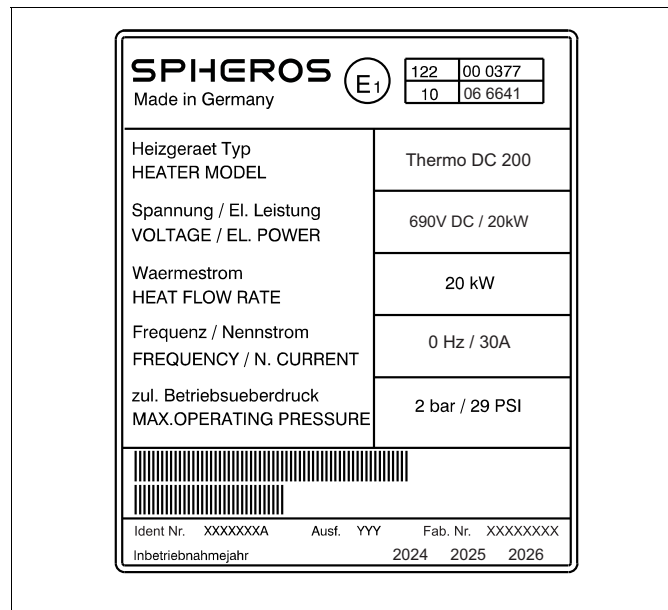 SPHEROS
Made in Germany
E1
122 00 0377
10 06 6641
Heizgeraet Typ
HEATER MODEL
Thermo DC 200
Spannung / El. Leistung
VOLTAGE / EL. POWER
690V DC / 20kW
Waermestrom
HEAT FLOW RATE
20 kW
Frequenz / Nennstrom
FREQUENCY / N. CURRENT
0 Hz / 30A
zul. Betriebsueberdruck
MAX.OPERATING PRESSURE
2 bar / 29 PSI
Ident Nr. XXXXXXXA Ausf. YYY Fab. Nr. XXXXXXXX
Inbetriebnahmejahr 2024 2025 2026